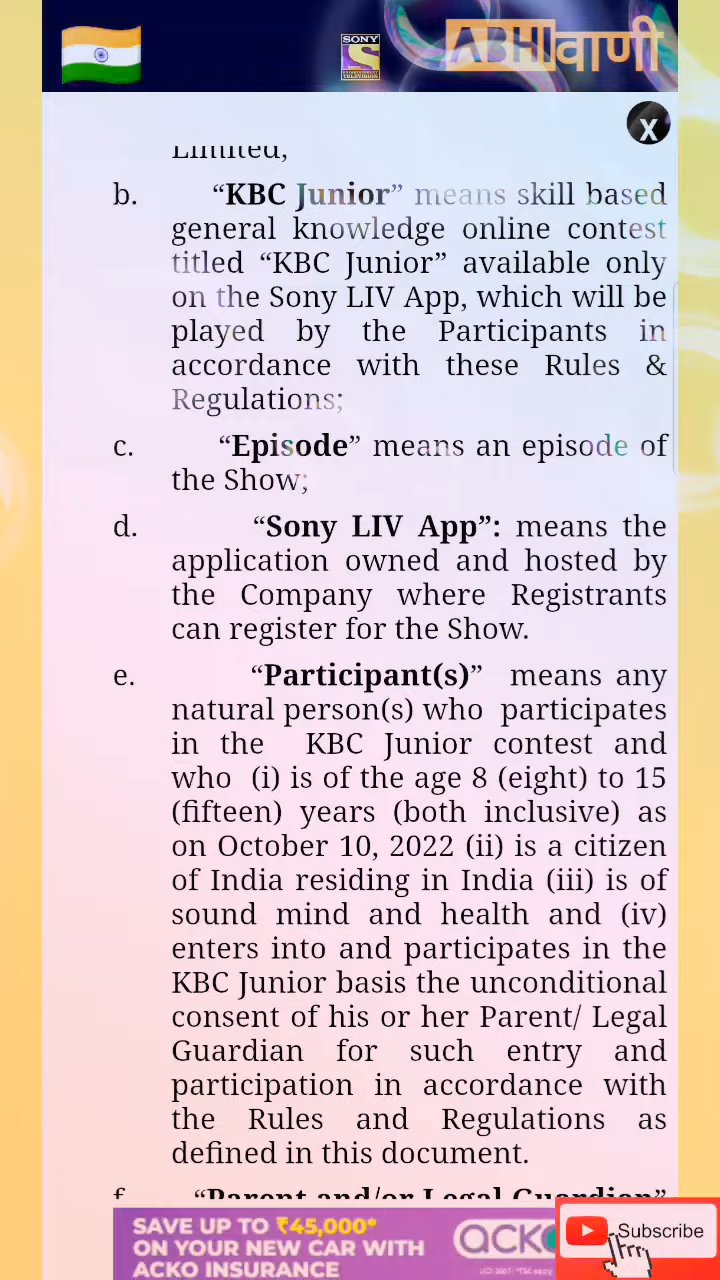 SONY
ENTERTAINMENT
TELEVISION
ABHIवाणी
X
Limited;
b. “KBC Junior” means skill based
general knowledge online contest
titled “KBC Junior” available only
on the Sony LIV App, which will be
played by the Participants in
accordance with these Rules &
Regulations;
c. “Episode” means an episode of
the Show;
d. “Sony LIV App”: means the
application owned and hosted by
the Company where Registrants
can register for the Show.
e. “Participant(s)” means any
natural person(s) who participates
in the KBC Junior contest and
who (i) is of the age 8 (eight) to 15
(fifteen) years (both inclusive) as
on October 10, 2022 (ii) is a citizen
of India residing in India (iii) is of
sound mind and health and (iv)
enters into and participates in the
KBC Junior basis the unconditional
consent of his or her Parent/ Legal
Guardian for such entry and
participation in accordance with
the Rules and Regulations as
defined in this document.
f. “Parent and/or Legal Guardian”
SAVE UP TO ₹45,000*
ON YOUR NEW CAR WITH
ACKO INSURANCE
acko
Subscribe